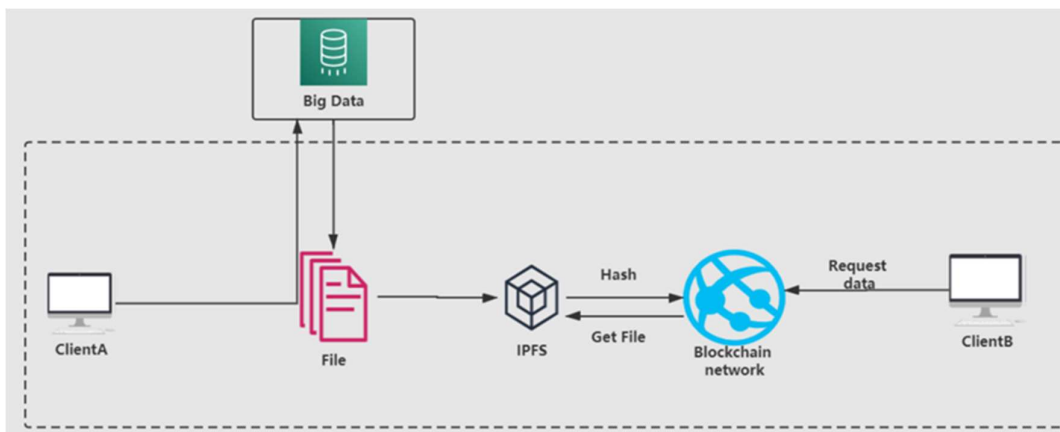 Big Data
ClientA
File
IPFS
Hash
Get File
Blockchain
network
Request
data
ClientB